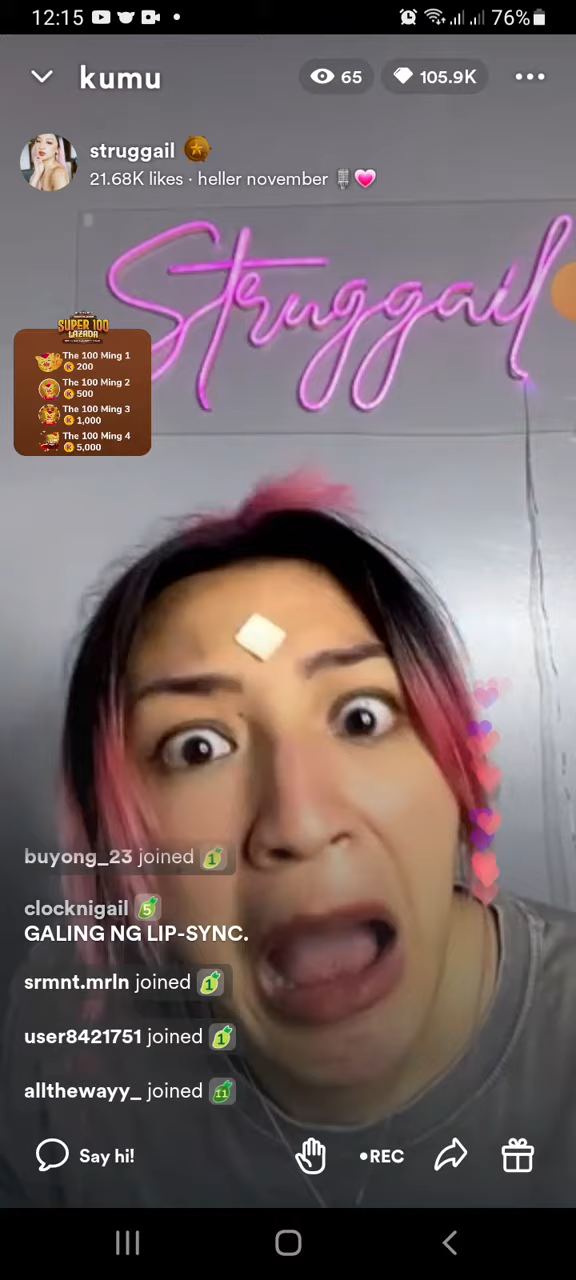 12:15
76%
kumu
65
105.9K
struggail
21.68K likes · heller november
Struggail
SUPER 100
LAZADA
The 100 Ming 1
200
The 100 Ming 2
500
The 100 Ming 3
1,000
The 100 Ming 4
5,000
buyong_23 joined 1
clocknigail 5
GALING NG LIP-SYNC.
srmnt.mrln joined 1
user8421751 joined 1
allthewayy_ joined 11
Say hi!
•REC